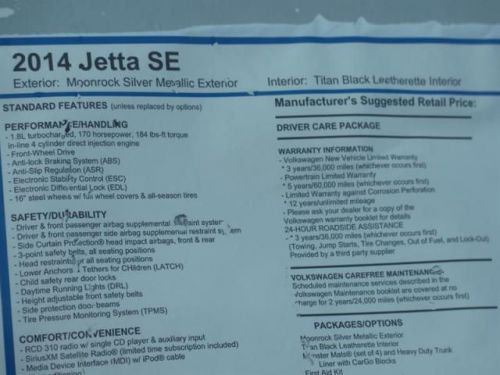 2014 Jetta SE
Exterior: Moonrock Silver Metallic Exterior
Interior: Titan Black Leatherette Interior
STANDARD FEATURES (unless replaced by options)
PERFORMANCE/HANDLING
- 1.8L turbocharged, 170 horsepower, 184 lbs-ft torque
in-line 4 cylinder direct injection engine
- Front-Wheel Drive
- Anti-lock Braking System (ABS)
- Anti-Slip Regulation (ASR)
- Electronic Stability Control (ESC)
- Electronic Differential Lock (EDL)
- 16" steel wheels w/ full wheel covers & all-season tires
SAFETY/DURABILITY
- Driver & front passenger airbag supplemental restraint system
- Driver & front passenger side airbag supplemental restraint system
- Side Curtain Protection® head impact airbags, front & rear
- 3-point safety belts, all seating positions
- Head restraints for all seating positions
- Lower Anchors & Tethers for CHildren (LATCH)
- Child safety rear door locks
- Daytime Running Lights (DRL)
- Height adjustable front safety belts
- Side protection door beams
- Tire Pressure Monitoring System (TPMS)
COMFORT/CONVENIENCE
- RCD 310 radio w/ single CD player & auxiliary input
- SiriusXM Satellite Radio® (limited time subscription included)
- Media Device Interface (MDI) w/ iPod® cable
Manufacturer's Suggested Retail Price:
DRIVER CARE PACKAGE
WARRANTY INFORMATION
- Volkswagen New Vehicle Limited Warranty
* 3 years/36,000 miles (whichever occurs first)
- Powertrain Limited Warranty
* 5 years/60,000 miles (whichever occurs first)
- Limited Warranty against Corrosion Perforation
* 12 years/unlimited mileage
- Please ask your dealer for a copy of the
Volkswagen warranty booklet for details
24-HOUR ROADSIDE ASSISTANCE
- * 3 years/36,000 miles (whichever occurs first)
(Towing, Jump Starts, Tire Changes, Out of Fuel, and Lock-Out)
Provided by a third party supplier
VOLKSWAGEN CAREFREE MAINTENANCE
Scheduled maintenance services described in the
Volkswagen Maintenance booklet are covered at no
charge for 2 years/24,000 miles (whichever occurs first)
PACKAGES/OPTIONS
Moonrock Silver Metallic Exterior
Titan Black Leatherette Interior
Monster Mats® (set of 4) and Heavy Duty Trunk
Liner with CarGo Blocks
First Aid Kit